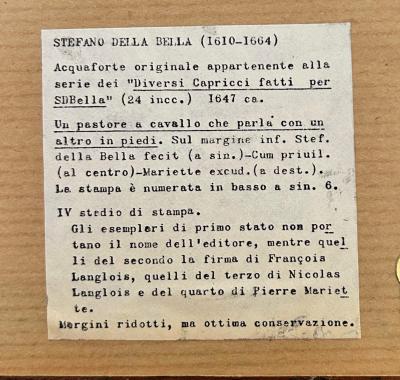 STEFANO DELLA BELLA (1610-1664)
Acquaforte originale appartenente alla
serie dei "Diversi Capricci fatti per
SDBella" (24 incc.) 1647 ca.
Un pastore a cavallo che parla con un
altro in piedi. Sul margine inf. Stef.
della Bella fecit (a sin.)-Cum priuil.
(al centro)-Mariette excud.(a dest.).
La stampa è numerata in basso a sin. 6.
IV stadio di stampa.
Gli esemplari di primo stato non por
tano il nome dell'editore, mentre quel
li del secondo la firma di François
Langlois, quelli del terzo di Nicolas
Langlois e del quarto di Pierre Mariet
te.
Margini ridotti, ma ottima conservazione.